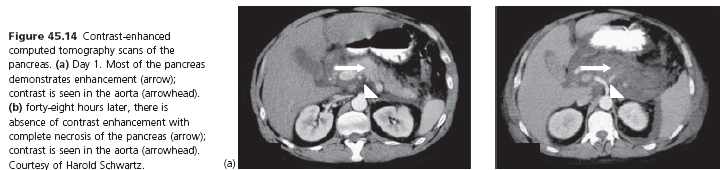 Figure 45.14 Contrast-enhanced
computed tomography scans of the
pancreas. (a) Day 1. Most of the pancreas
demonstrates enhancement (arrow);
contrast is seen in the aorta (arrowhead).
(b) forty-eight hours later, there is
absence of contrast enhancement with
complete necrosis of the pancreas (arrow);
contrast is seen in the aorta (arrowhead).
Courtesy of Harold Schwartz.
(a)